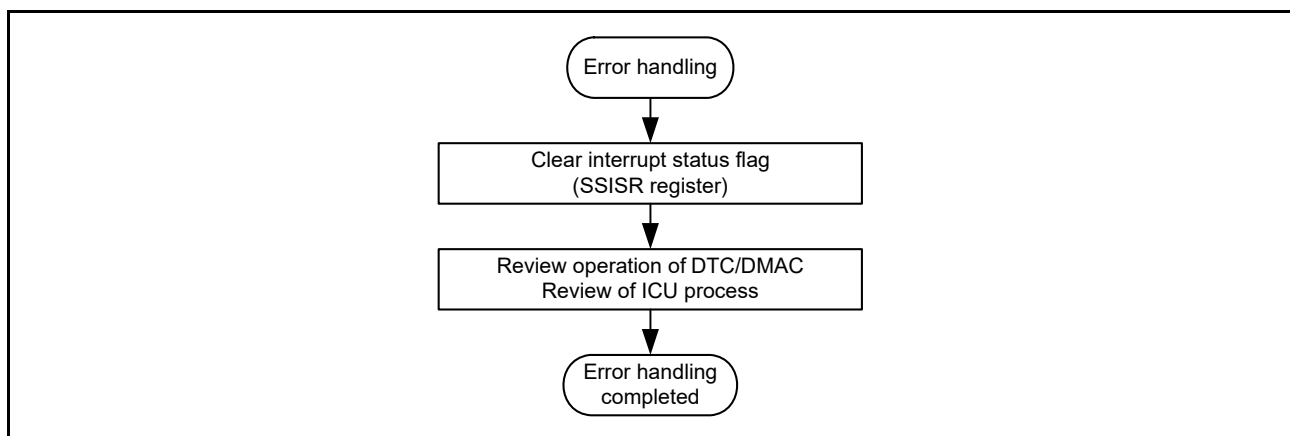 Error handling
Clear interrupt status flag
(SSISR register)
Review operation of DTC/DMAC
Review of ICU process
Error handling
completed